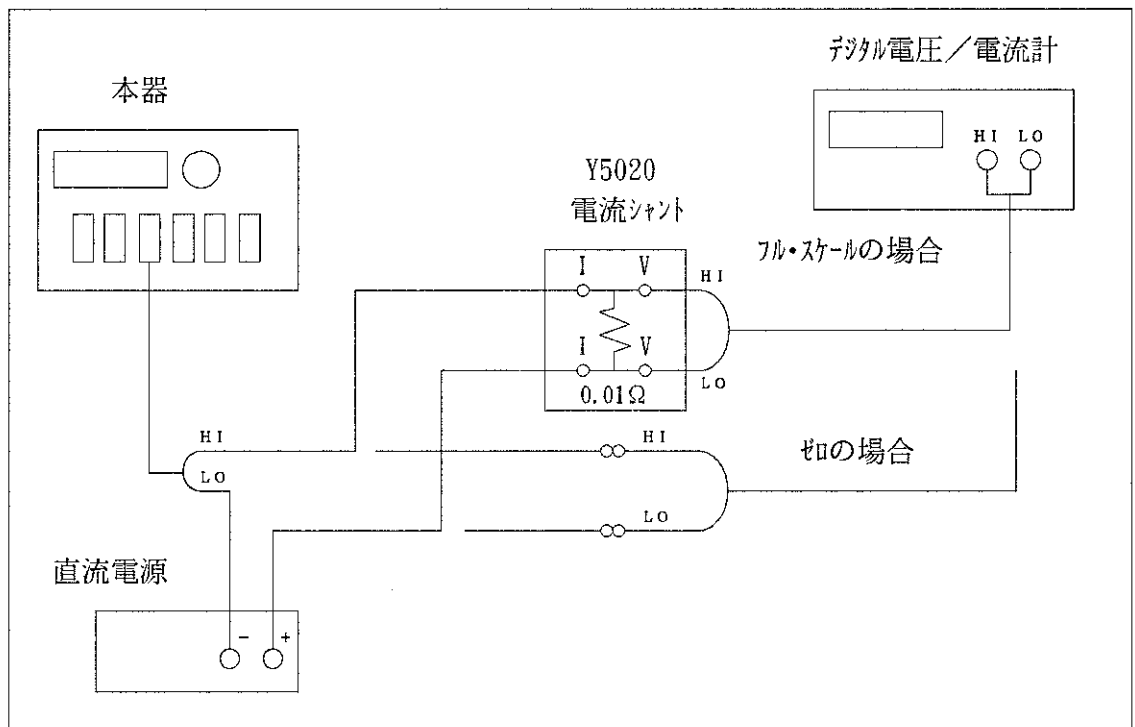 デジタル電圧／電流計
本器
HI LO
Y5020
電流シャント
フル・スケールの場合
I V HI
I V
LO
0.01Ω
HI
HI
ゼロの場合
LO
LO
直流電源
- +